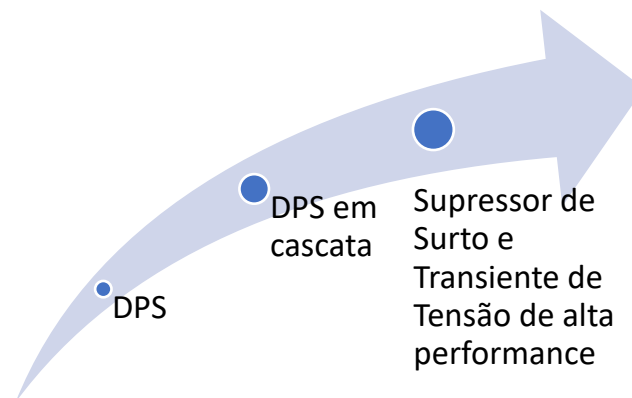 DPS
DPS em
cascata
Supressor de
Surto e
Transiente de
Tensão de alta
performance